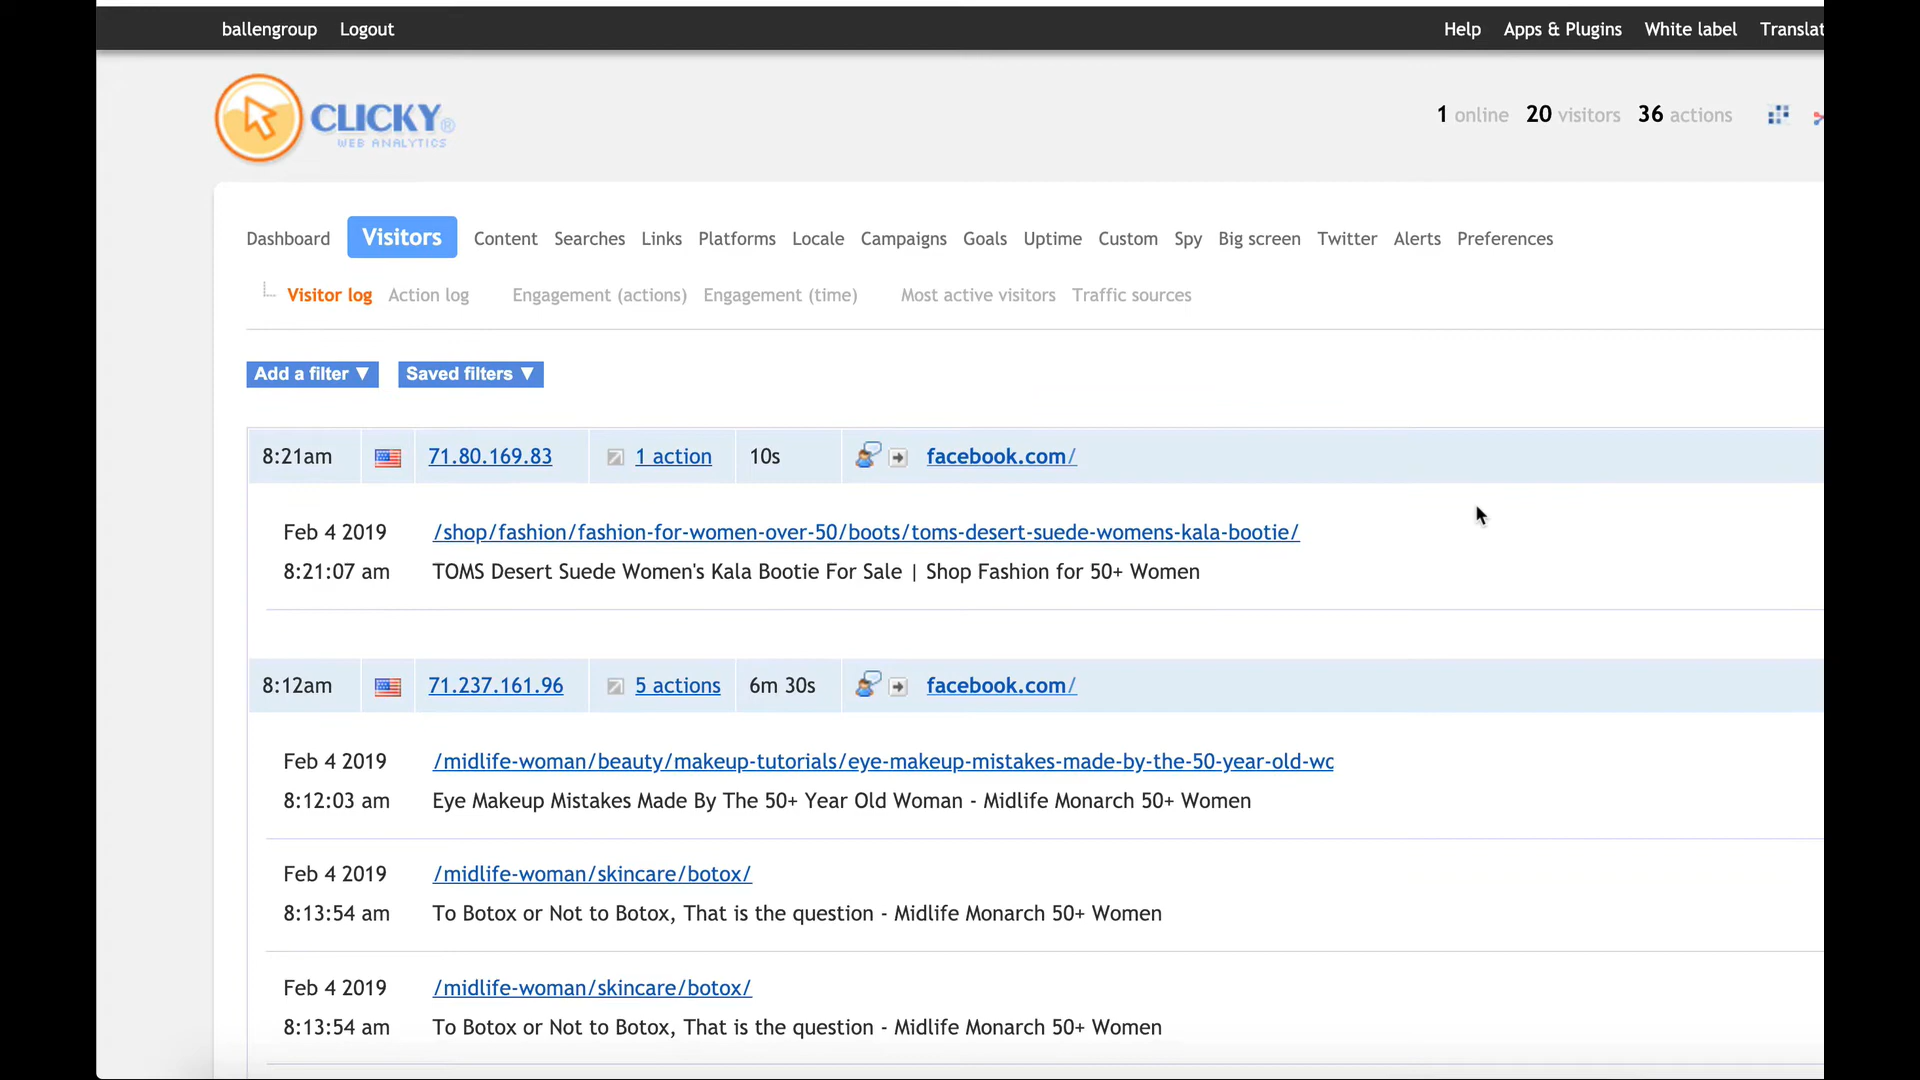 ballengroup Logout Help Apps & Plugins White label Translat
CLICKY®
WEB ANALYTICS
1 online 20 visitors 36 actions
Dashboard Visitors Content Searches Links Platforms Locale Campaigns Goals Uptime Custom Spy Big screen Twitter Alerts Preferences
Visitor log Action log Engagement (actions) Engagement (time) Most active visitors Traffic sources
Add a filter ▼ Saved filters ▼
8:21am 71.80.169.83 1 action 10s facebook.com/
Feb 4 2019 /shop/fashion/fashion-for-women-over-50/boots/toms-desert-suede-womens-kala-bootie/
8:21:07 am TOMS Desert Suede Women's Kala Bootie For Sale | Shop Fashion for 50+ Women
8:12am 71.237.161.96 5 actions 6m 30s facebook.com/
Feb 4 2019 /midlife-woman/beauty/makeup-tutorials/eye-makeup-mistakes-made-by-the-50-year-old-wo
8:12:03 am Eye Makeup Mistakes Made By The 50+ Year Old Woman - Midlife Monarch 50+ Women
Feb 4 2019 /midlife-woman/skincare/botox/
8:13:54 am To Botox or Not to Botox, That is the question - Midlife Monarch 50+ Women
Feb 4 2019 /midlife-woman/skincare/botox/
8:13:54 am To Botox or Not to Botox, That is the question - Midlife Monarch 50+ Women